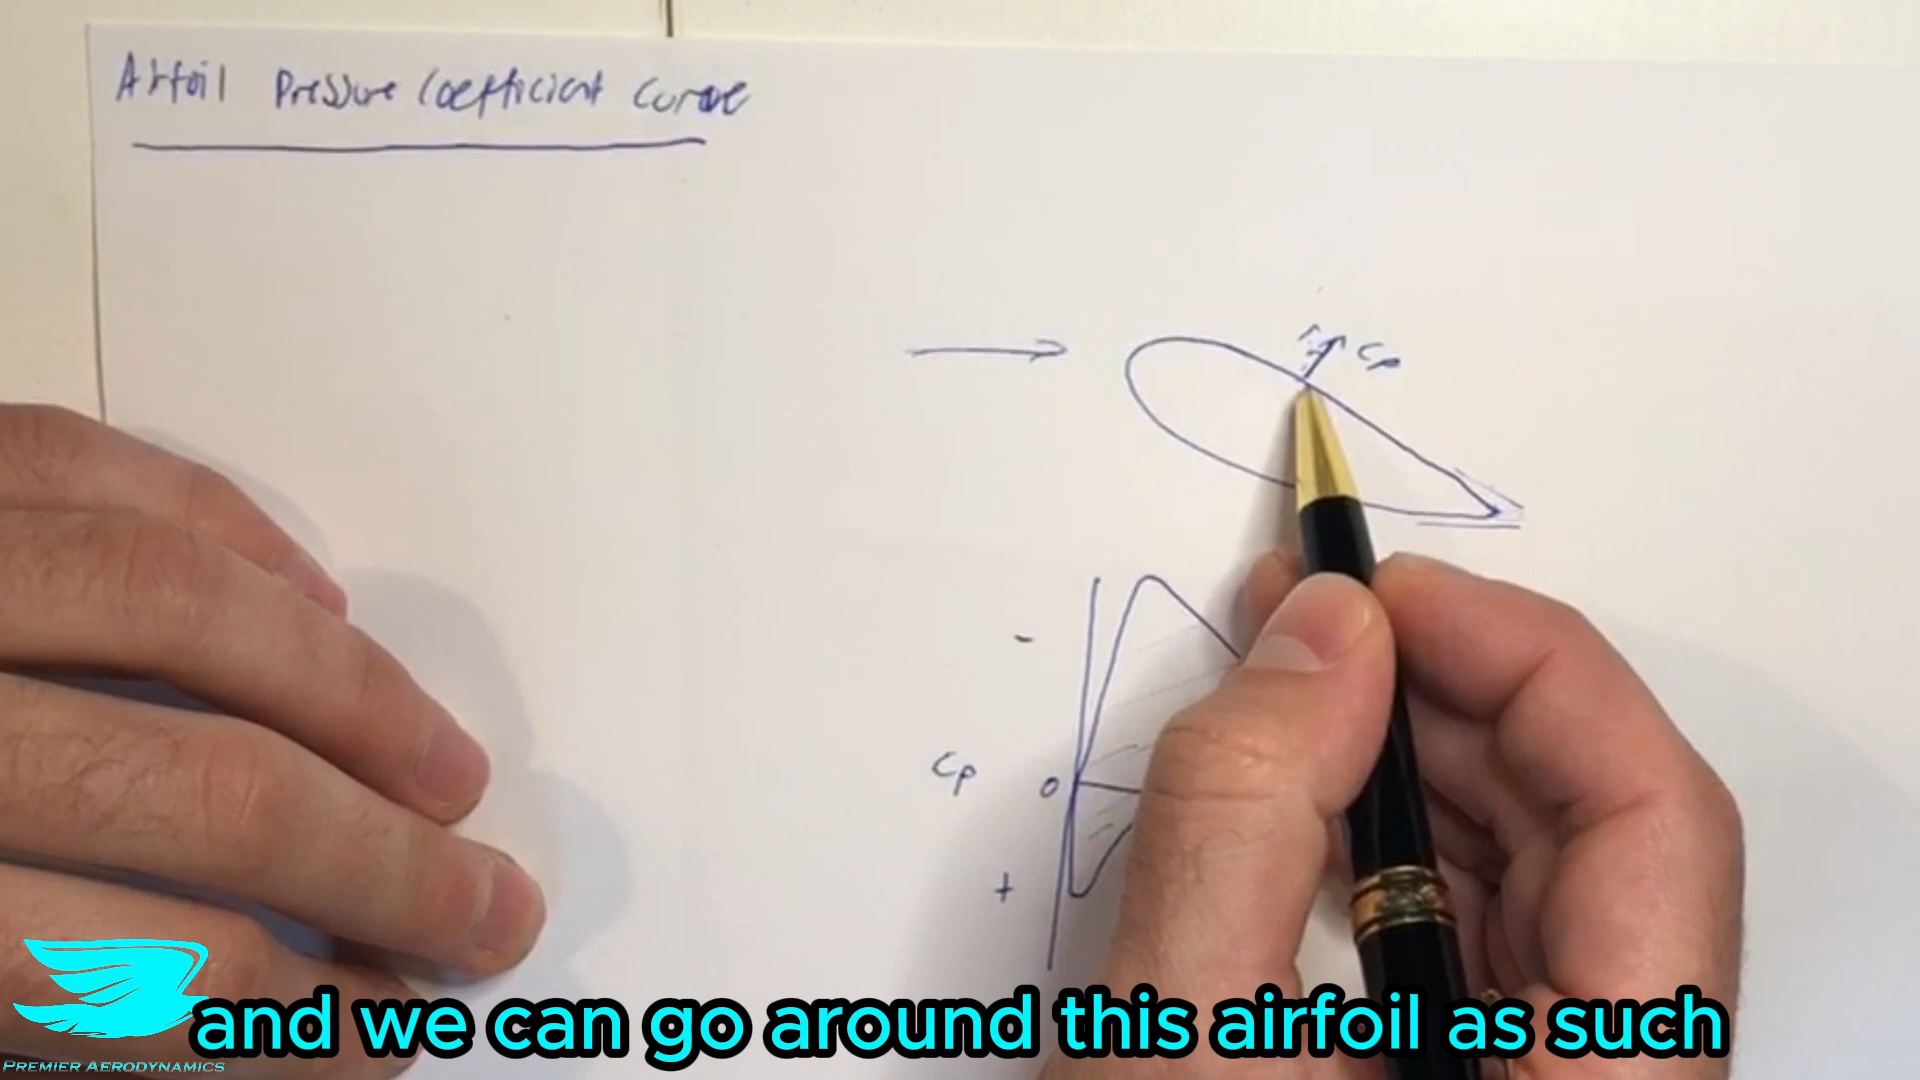 Airfoil Pressure Coefficient Curve
Cp
-
Cp 0
+
and we can go around this airfoil as such
PREMIER AERODYNAMICS